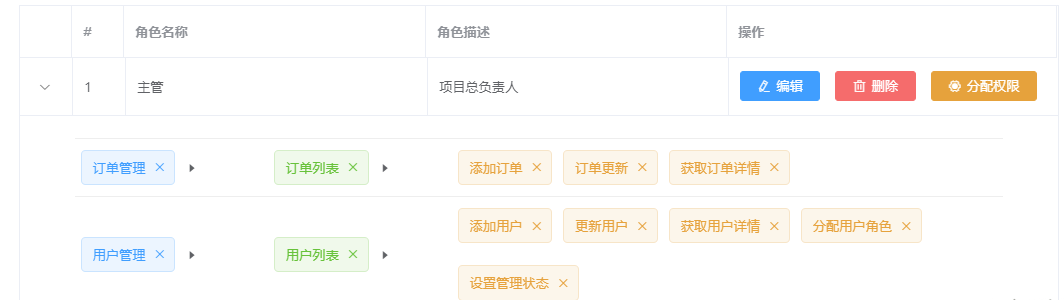 # 角色名称 角色描述 操作
1 主管 项目总负责人 编辑 删除 分配权限
订单管理 订单列表 添加订单 订单更新 获取订单详情
添加用户 更新用户 获取用户详情 分配用户角色
用户管理 用户列表
设置管理状态